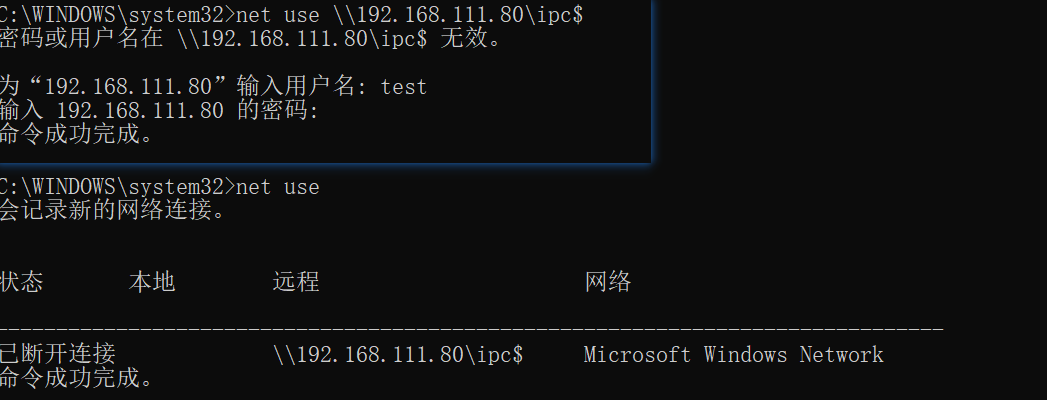 C:\WINDOWS\system32>net use \\192.168.111.80\ipc$
密码或用户名在 \\192.168.111.80\ipc$ 无效。
为“192.168.111.80”输入用户名: test
输入 192.168.111.80 的密码:
命令成功完成。
C:\WINDOWS\system32>net use
会记录新的网络连接。
状态 本地 远程 网络
-------------------------------------------------------------------------------
已断开连接 \\192.168.111.80\ipc$ Microsoft Windows Network
命令成功完成。